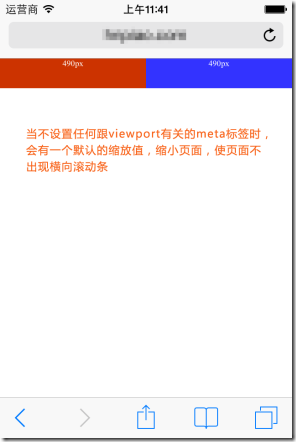 运营商 上午11:41
490px 490px
当不设置任何跟viewport有关的meta标签时，
会有一个默认的缩放值，缩小页面，使页面不
出现横向滚动条